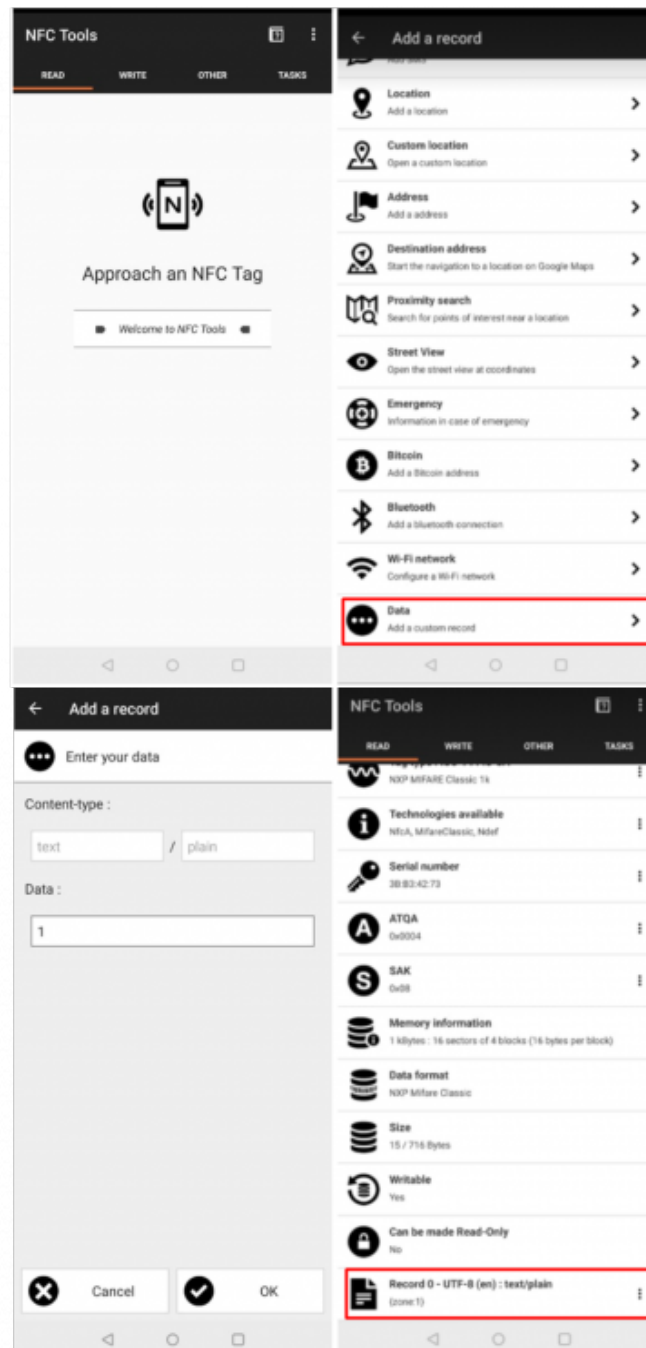 NFC Tools
READ WRITE OTHER TASKS
Approach an NFC Tag
Welcome to NFC Tools
Add a record
Location
Add a location
Custom location
Open a custom location
Address
Add a address
Destination address
Start the navigation to a location on Google Maps
Proximity search
Search for points of interest near a location
Street View
Open the street view at coordinates
Emergency
Information in case of emergency
Bitcoin
Add a Bitcoin address
Bluetooth
Add a bluetooth connection
Wi-Fi network
Configure a Wi-Fi network
Data
Add a custom record
Add a record
Enter your data
Content-type :
text / plain
Data :
1
Cancel OK
NFC Tools
READ WRITE OTHER TASKS
NXP MIFARE Classic 1k
Technologies available
NfcA, MifareClassic, Ndef
Serial number
ATQA
0x0004
SAK
0x08
Memory information
1 kBytes : 16 sectors of 4 blocks (16 bytes per block)
Data format
NXP Mifare Classic
Size
15 / 716 Bytes
Writable
Yes
Can be made Read-Only
No
Record 0 - UTF-8 (en) : text/plain
(zone:1)